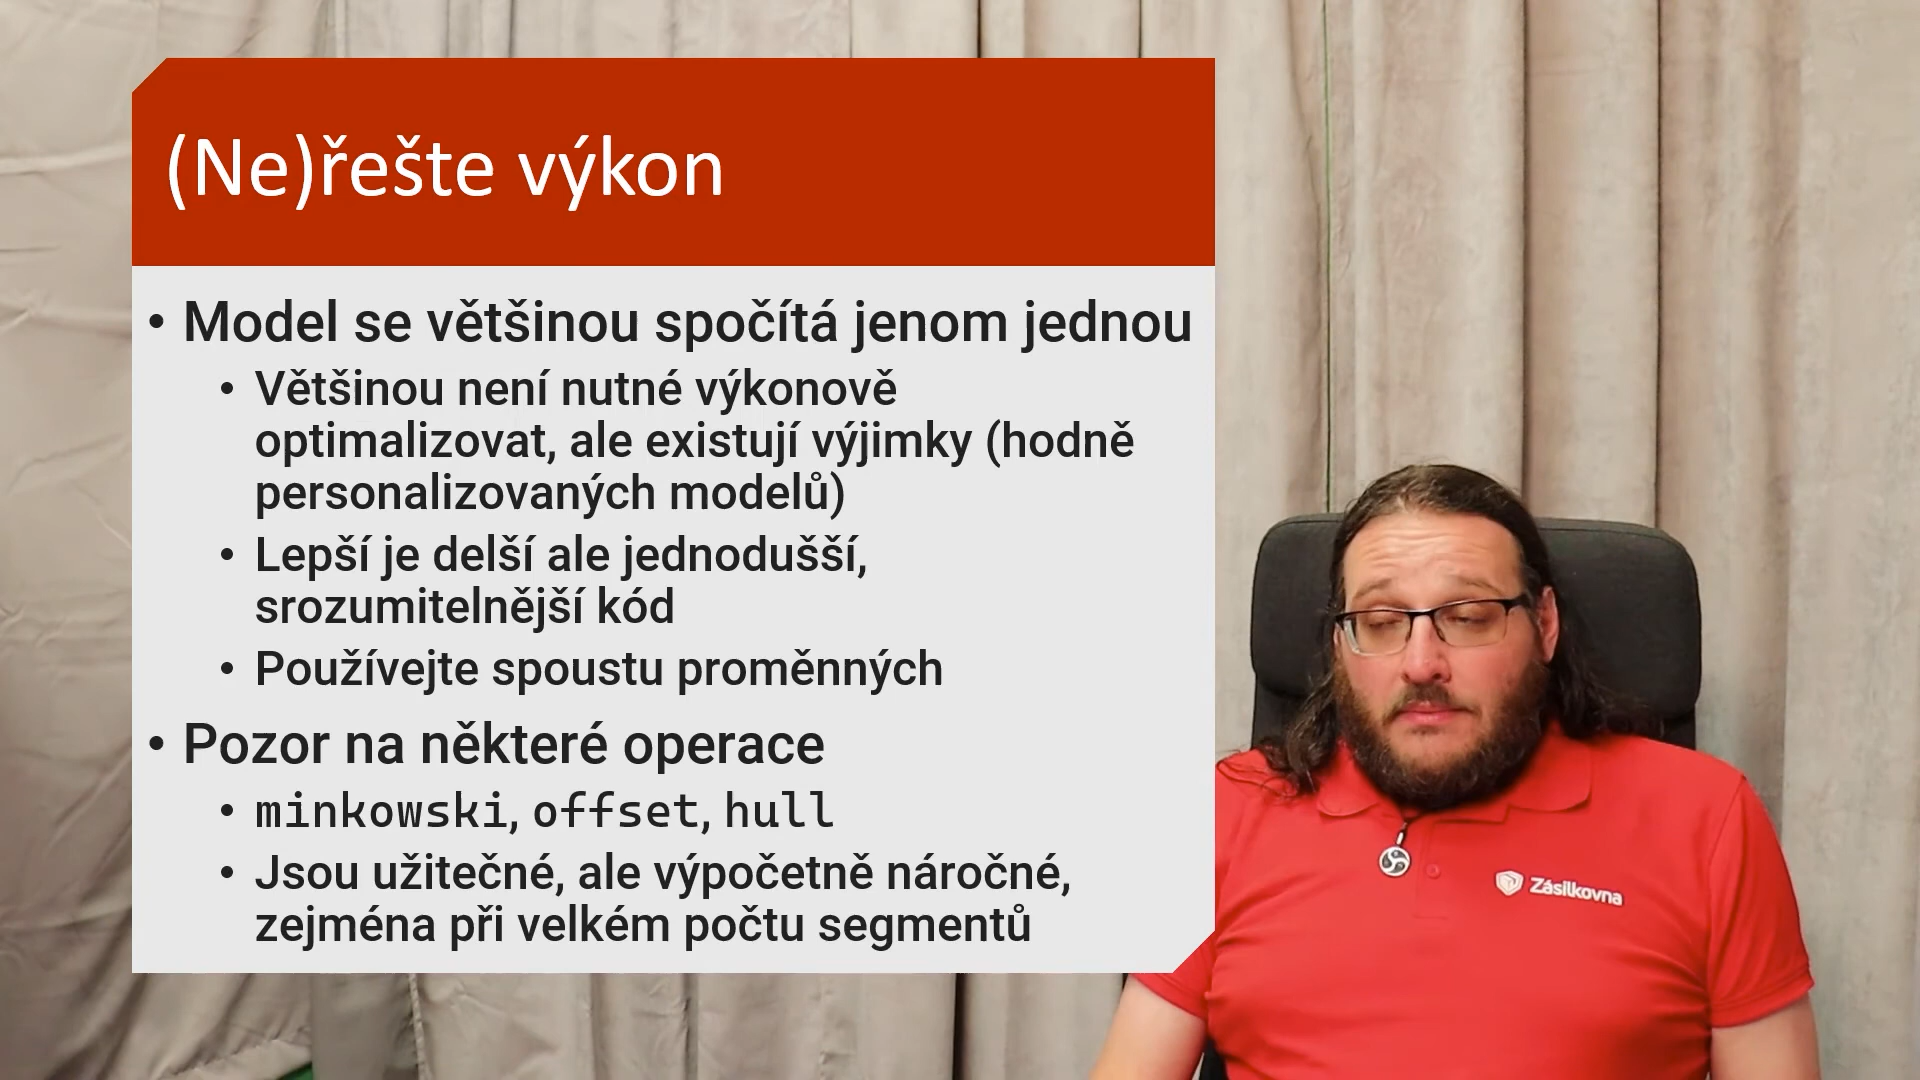 (Ne)řešte výkon
• Model se většinou spočítá jenom jednou
• Většinou není nutné výkonově
optimalizovat, ale existují výjimky (hodně
personalizovaných modelů)
• Lepší je delší ale jednodušší,
srozumitelnější kód
• Používejte spoustu proměnných
• Pozor na některé operace
• minkowski, offset, hull
• Jsou užitečné, ale výpočetně náročné,
zejména při velkém počtu segmentů
Zásilkovna